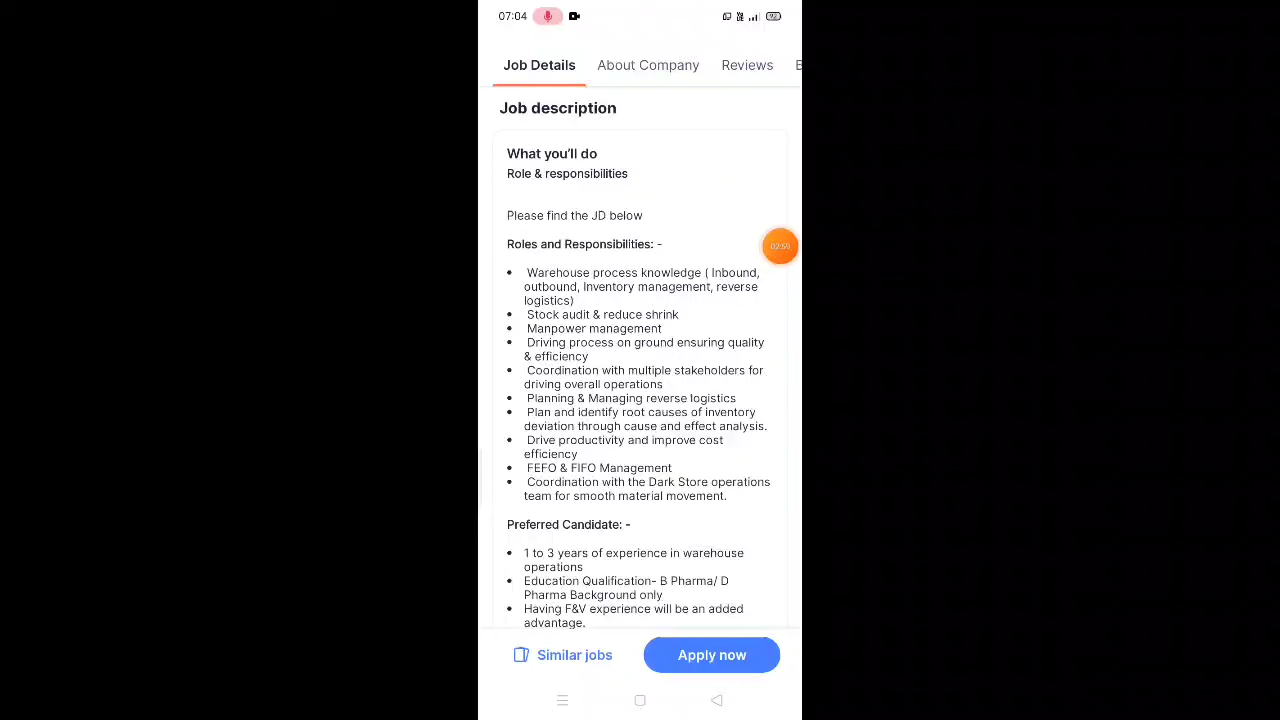 07:04
Job Details About Company Reviews
Job description
What you'll do
Role & responsibilities
Please find the JD below
Roles and Responsibilities: -
• Warehouse process knowledge ( Inbound,
outbound, Inventory management, reverse
logistics)
• Stock audit & reduce shrink
• Manpower management
• Driving process on ground ensuring quality
& efficiency
• Coordination with multiple stakeholders for
driving overall operations
• Planning & Managing reverse logistics
• Plan and identify root causes of inventory
deviation through cause and effect analysis.
• Drive productivity and improve cost
efficiency
• FEFO & FIFO Management
• Coordination with the Dark Store operations
team for smooth material movement.
Preferred Candidate: -
• 1 to 3 years of experience in warehouse
operations
• Education Qualification- B Pharma/ D
Pharma Background only
• Having F&V experience will be an added
advantage.
Similar jobs Apply now